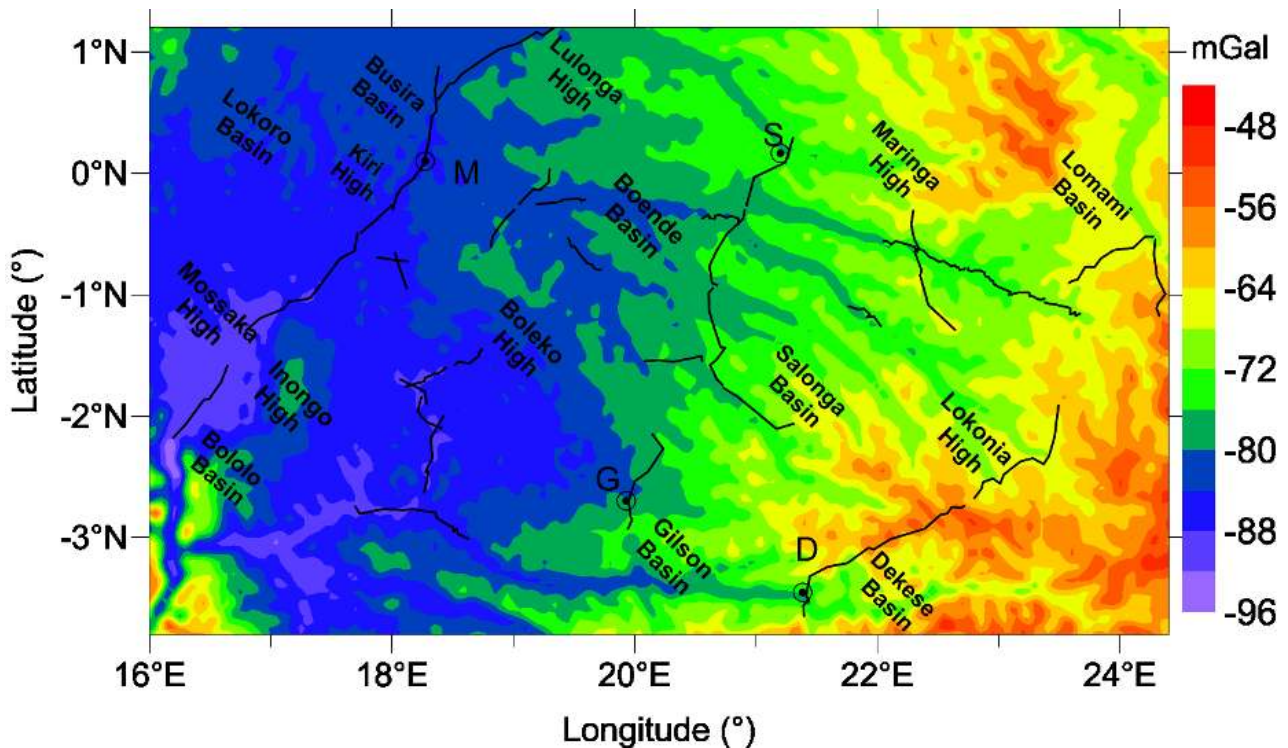 mGal
1°N
0°N
-1°N
-2°N
-3°N
Latitude (°)
Lulonga
High
Busira
Basin
Lokoro
Basin
Kiri
High
M
S
Maringa
High
Lomami
Basin
Boende
Basin
Mossaka
High
Inongo
High
Boleko
High
Salonga
Basin
Lokonia
High
Bololo
Basin
G
Gilson
Basin
D
Dekese
Basin
-48
-56
-64
-72
-80
-88
-96
16°E
18°E
20°E
22°E
24°E
Longitude (°)